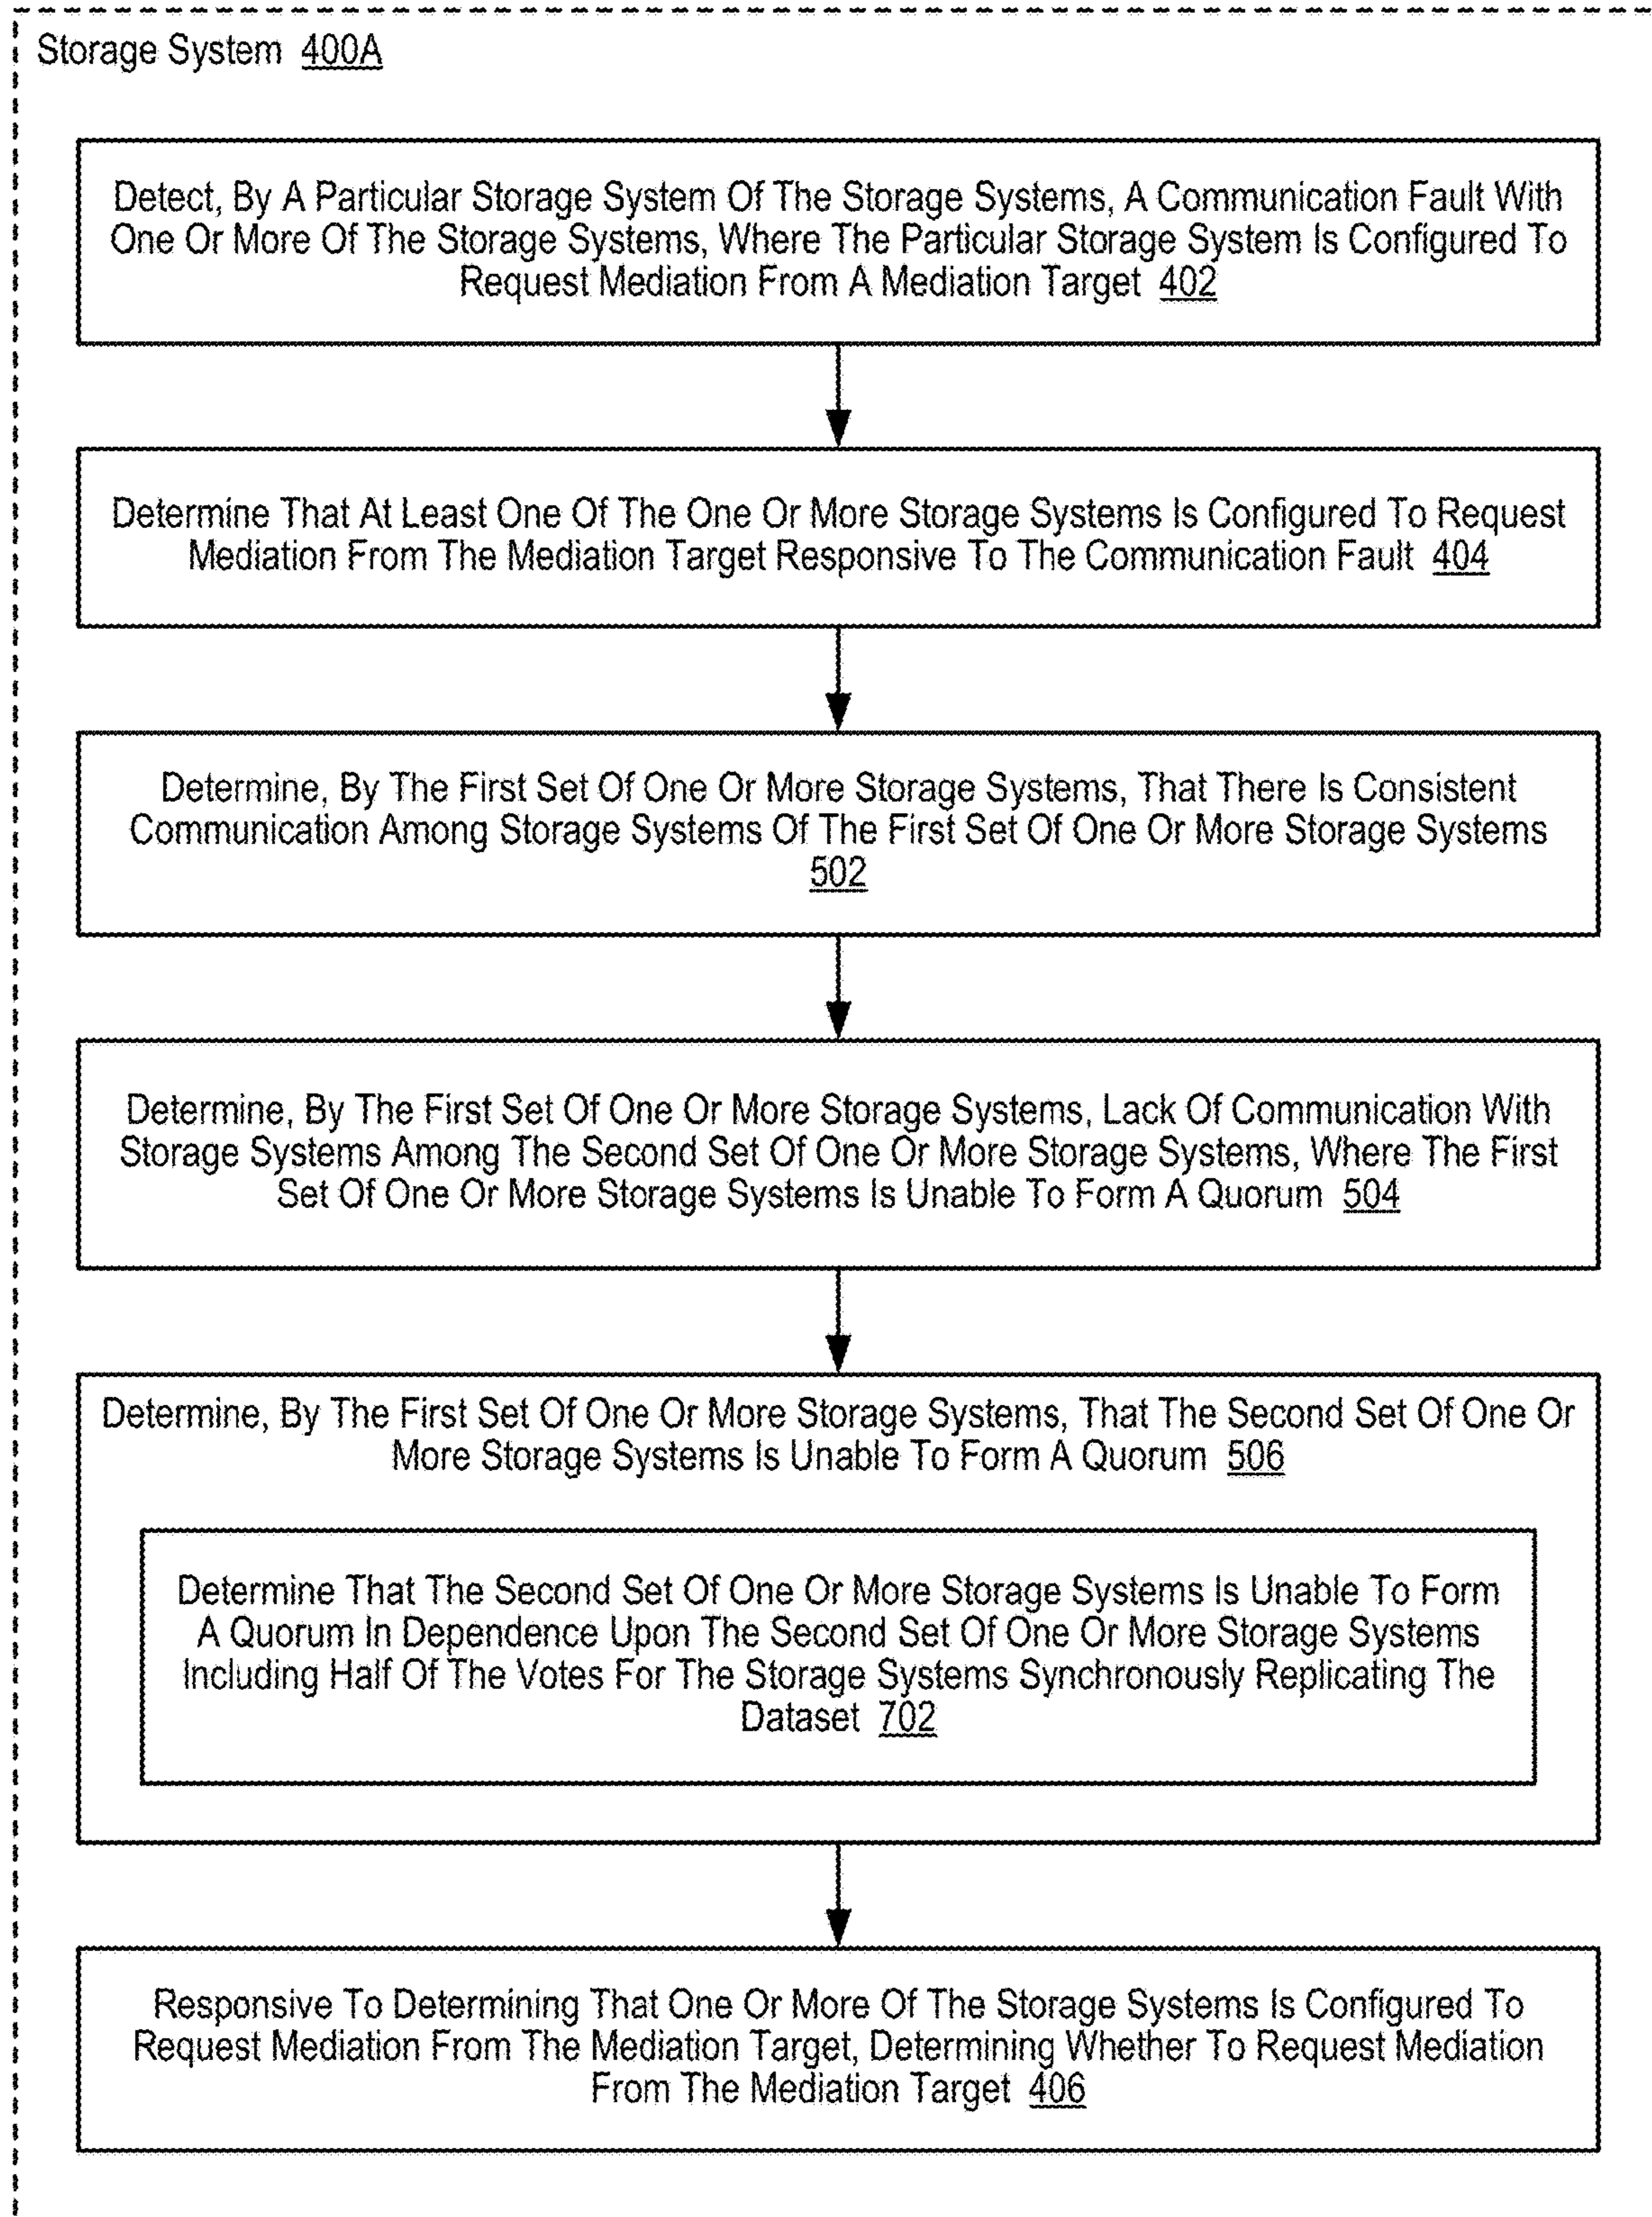 Storage System 400A
Detect, By A Particular Storage System Of The Storage Systems, A Communication Fault With
One Or More Of The Storage Systems, Where The Particular Storage System Is Configured To
Request Mediation From A Mediation Target 402
Determine That At Least One Of The One Or More Storage Systems Is Configured To Request
Mediation From The Mediation Target Responsive To The Communication Fault 404
Determine, By The First Set Of One Or More Storage Systems, That There Is Consistent
Communication Among Storage Systems Of The First Set Of One Or More Storage Systems
502
Determine, By The First Set Of One Or More Storage Systems, Lack Of Communication With
Storage Systems Among The Second Set Of One Or More Storage Systems, Where The First
Set Of One Or More Storage Systems Is Unable To Form A Quorum 504
Determine, By The First Set Of One Or More Storage Systems, That The Second Set Of One Or
More Storage Systems Is Unable To Form A Quorum 506
Determine That The Second Set Of One Or More Storage Systems Is Unable To Form
A Quorum In Dependence Upon The Second Set Of One Or More Storage Systems
Including Half Of The Votes For The Storage Systems Synchronously Replicating The
Dataset 702
Responsive To Determining That One Or More Of The Storage Systems Is Configured To
Request Mediation From The Mediation Target, Determining Whether To Request Mediation
From The Mediation Target 406